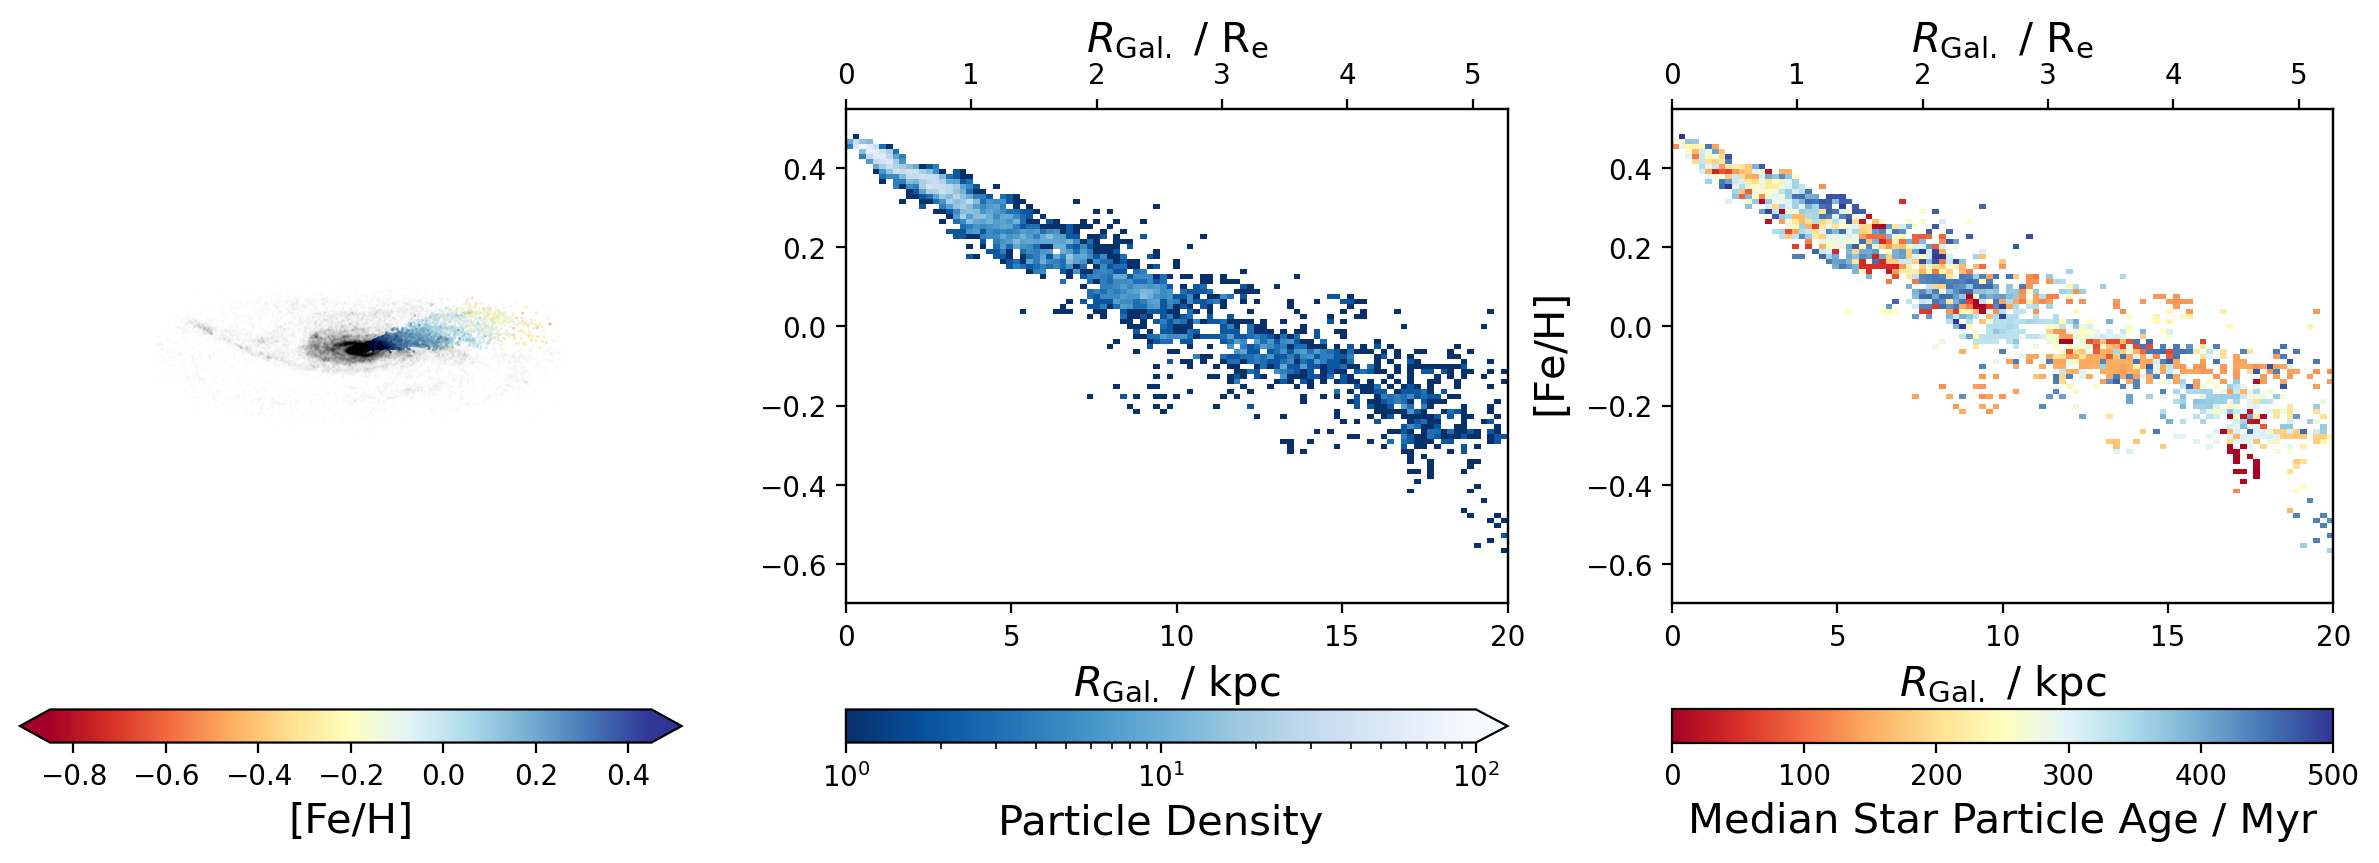 −0.8 −0.6 −0.4 −0.2 0.0 0.2 0.4
[Fe/H]
R_Gal. / R_e
0 1 2 3 4 5
0.4
0.2
0.0
−0.2
−0.4
−0.6
0 5 10 15 20
R_Gal. / kpc
10^0 10^1 10^2
Particle Density
R_Gal. / R_e
0 1 2 3 4 5
[Fe/H]
0.4
0.2
0.0
−0.2
−0.4
−0.6
0 5 10 15 20
R_Gal. / kpc
0 100 200 300 400 500
Median Star Particle Age / Myr